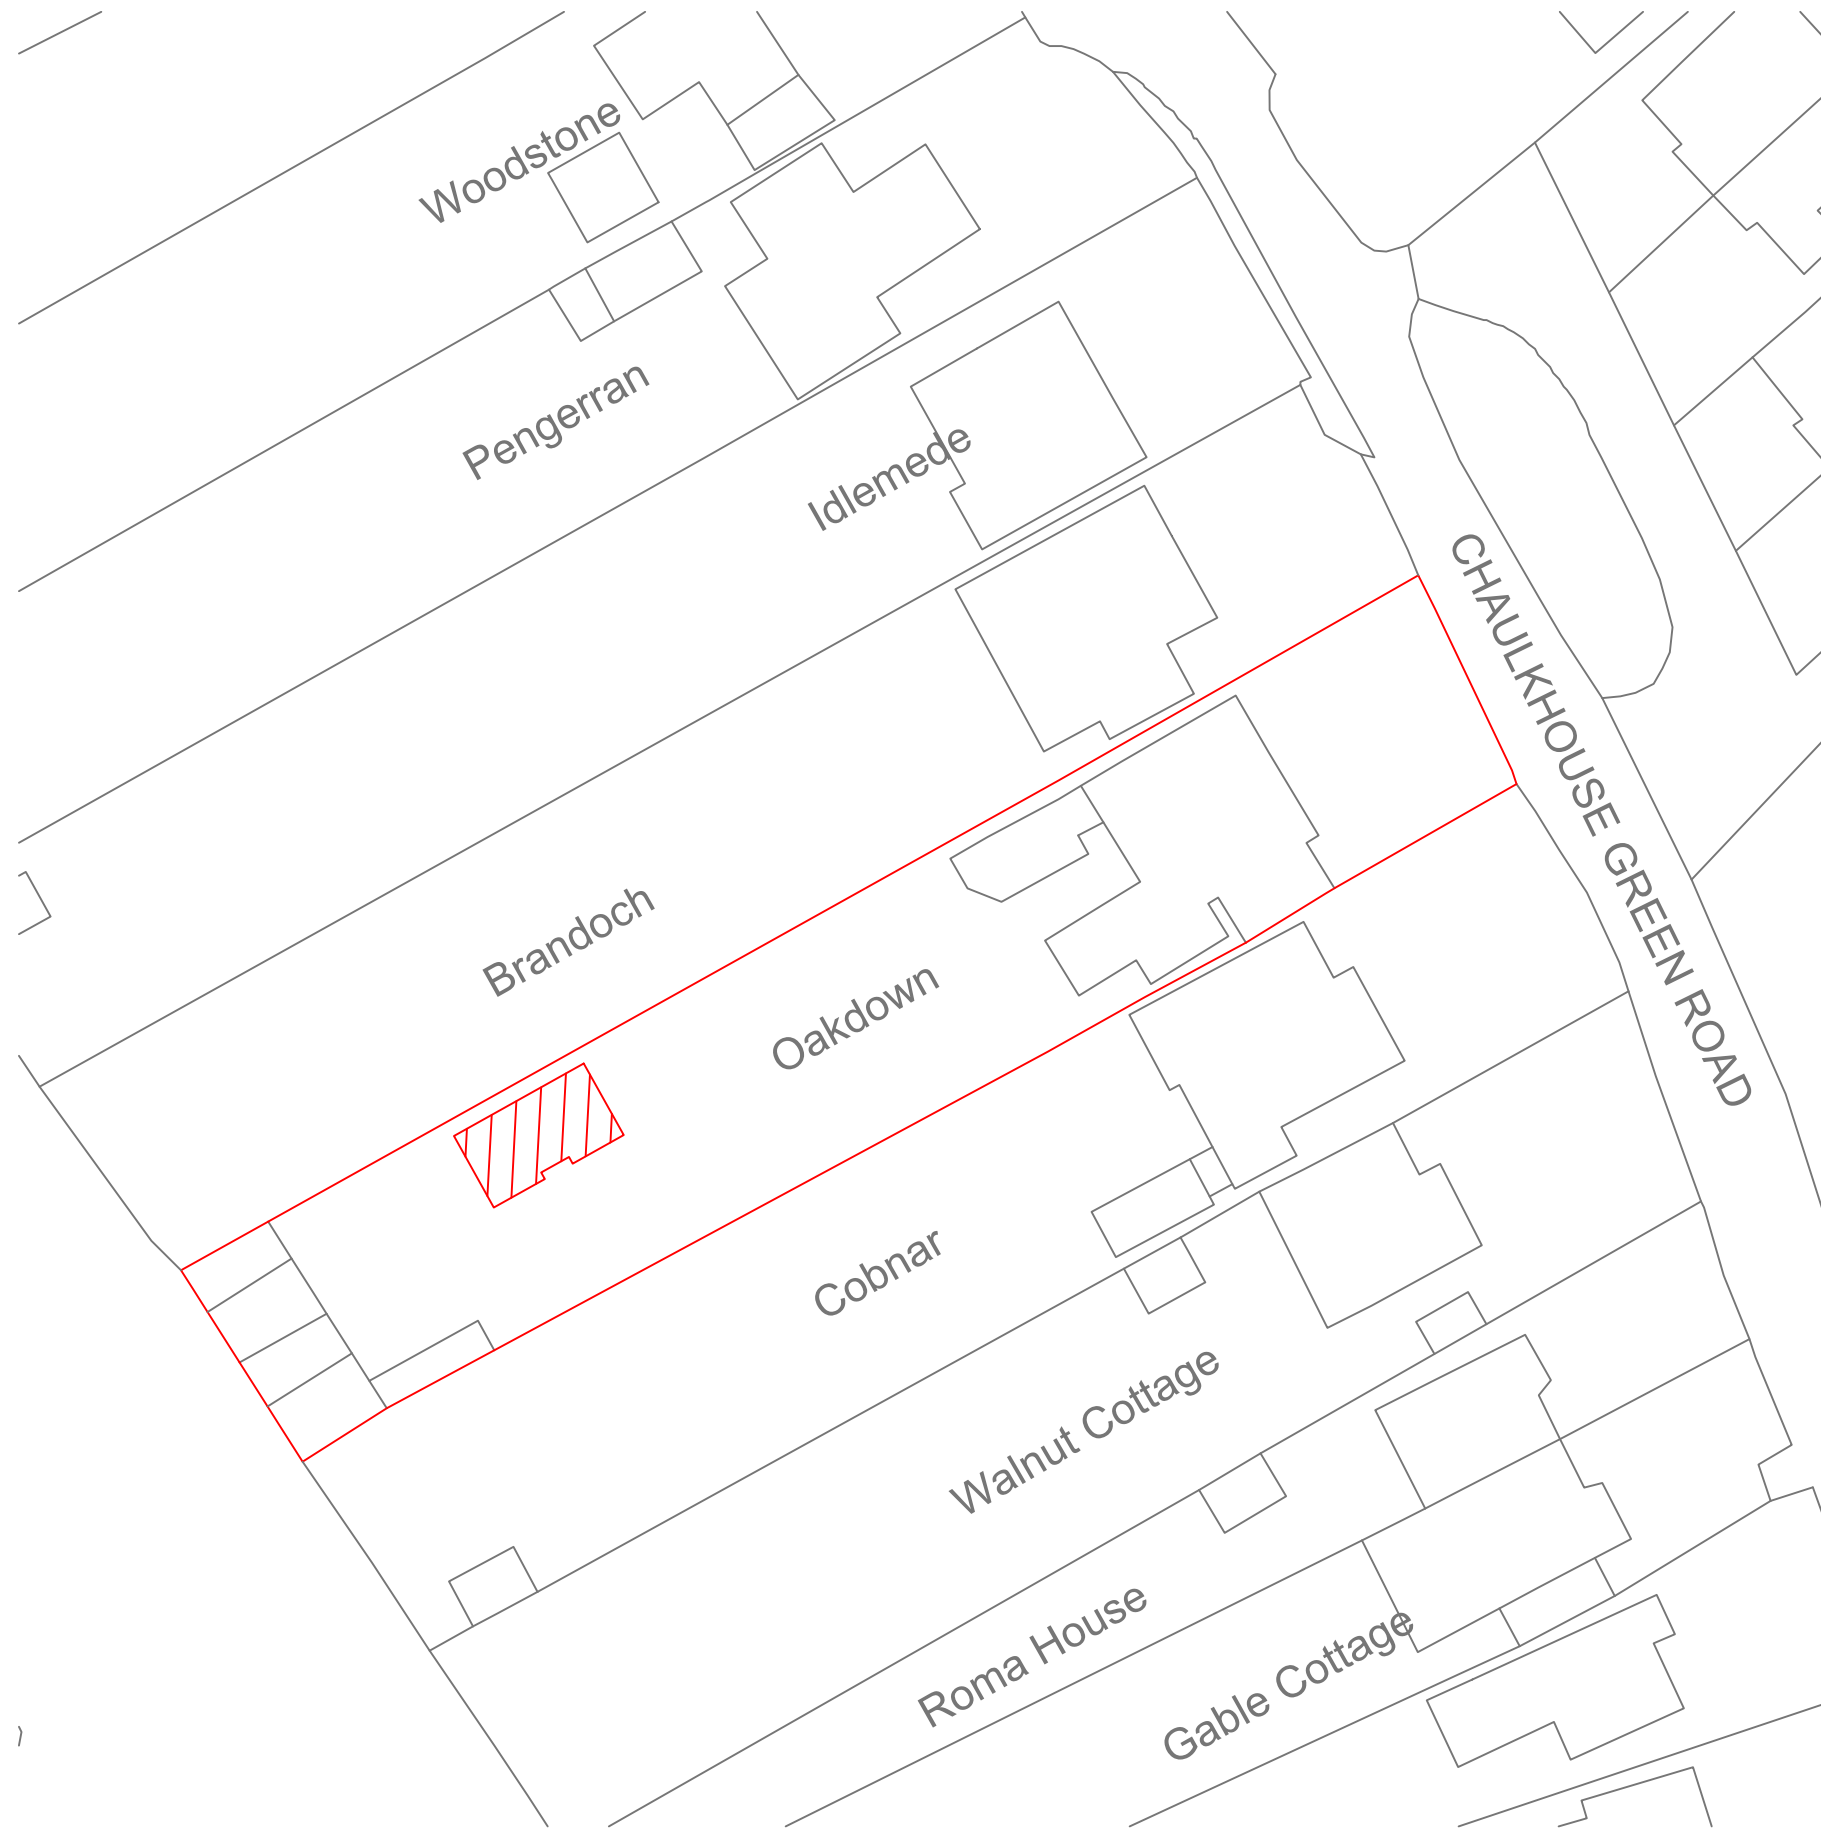 Woodstone
Pengerran
Idlemede
CHAULKHOUSE GREEN ROAD
Brandoch
Oakdown
Cobnar
Walnut Cottage
Roma House
Gable Cottage